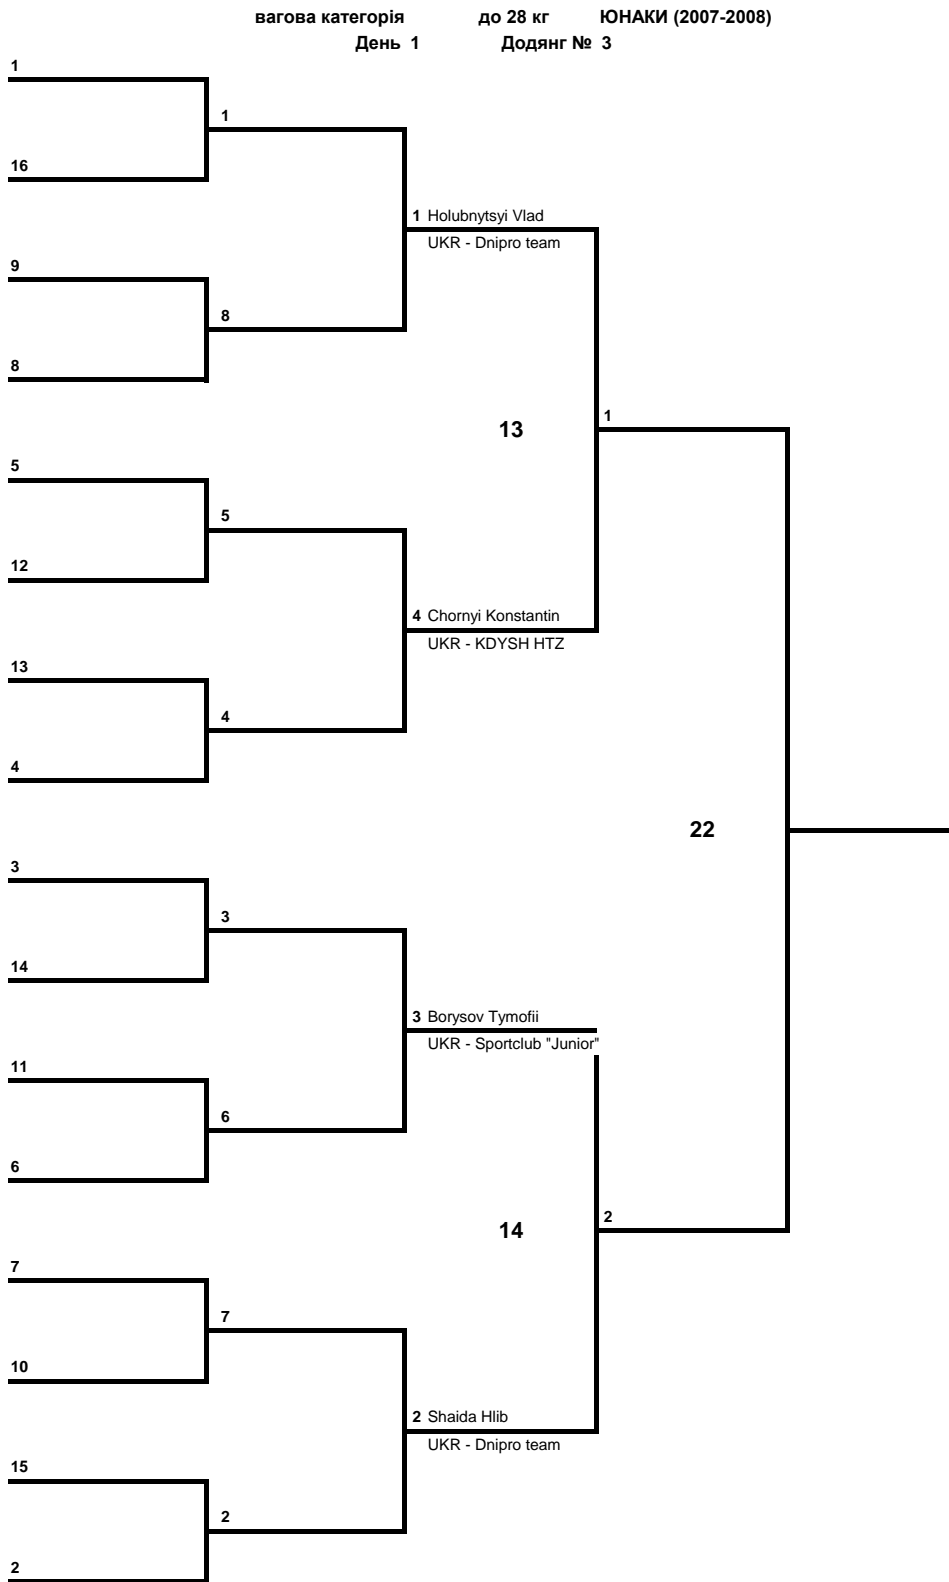 вагова категорія до 28 кг ЮНАКИ (2007-2008)
День 1 Додянг № 3
1
1
16
1 Holubnytsyi Vlad
UKR - Dnipro team
9
8
8
13
1
5
5
12
4 Chornyi Konstantin
UKR - KDYSH HTZ
13
4
4
22
3
3
14
3 Borysov Tymofii
UKR - Sportclub "Junior"
11
6
6
14
2
7
7
10
2 Shaida Hlib
UKR - Dnipro team
15
2
2